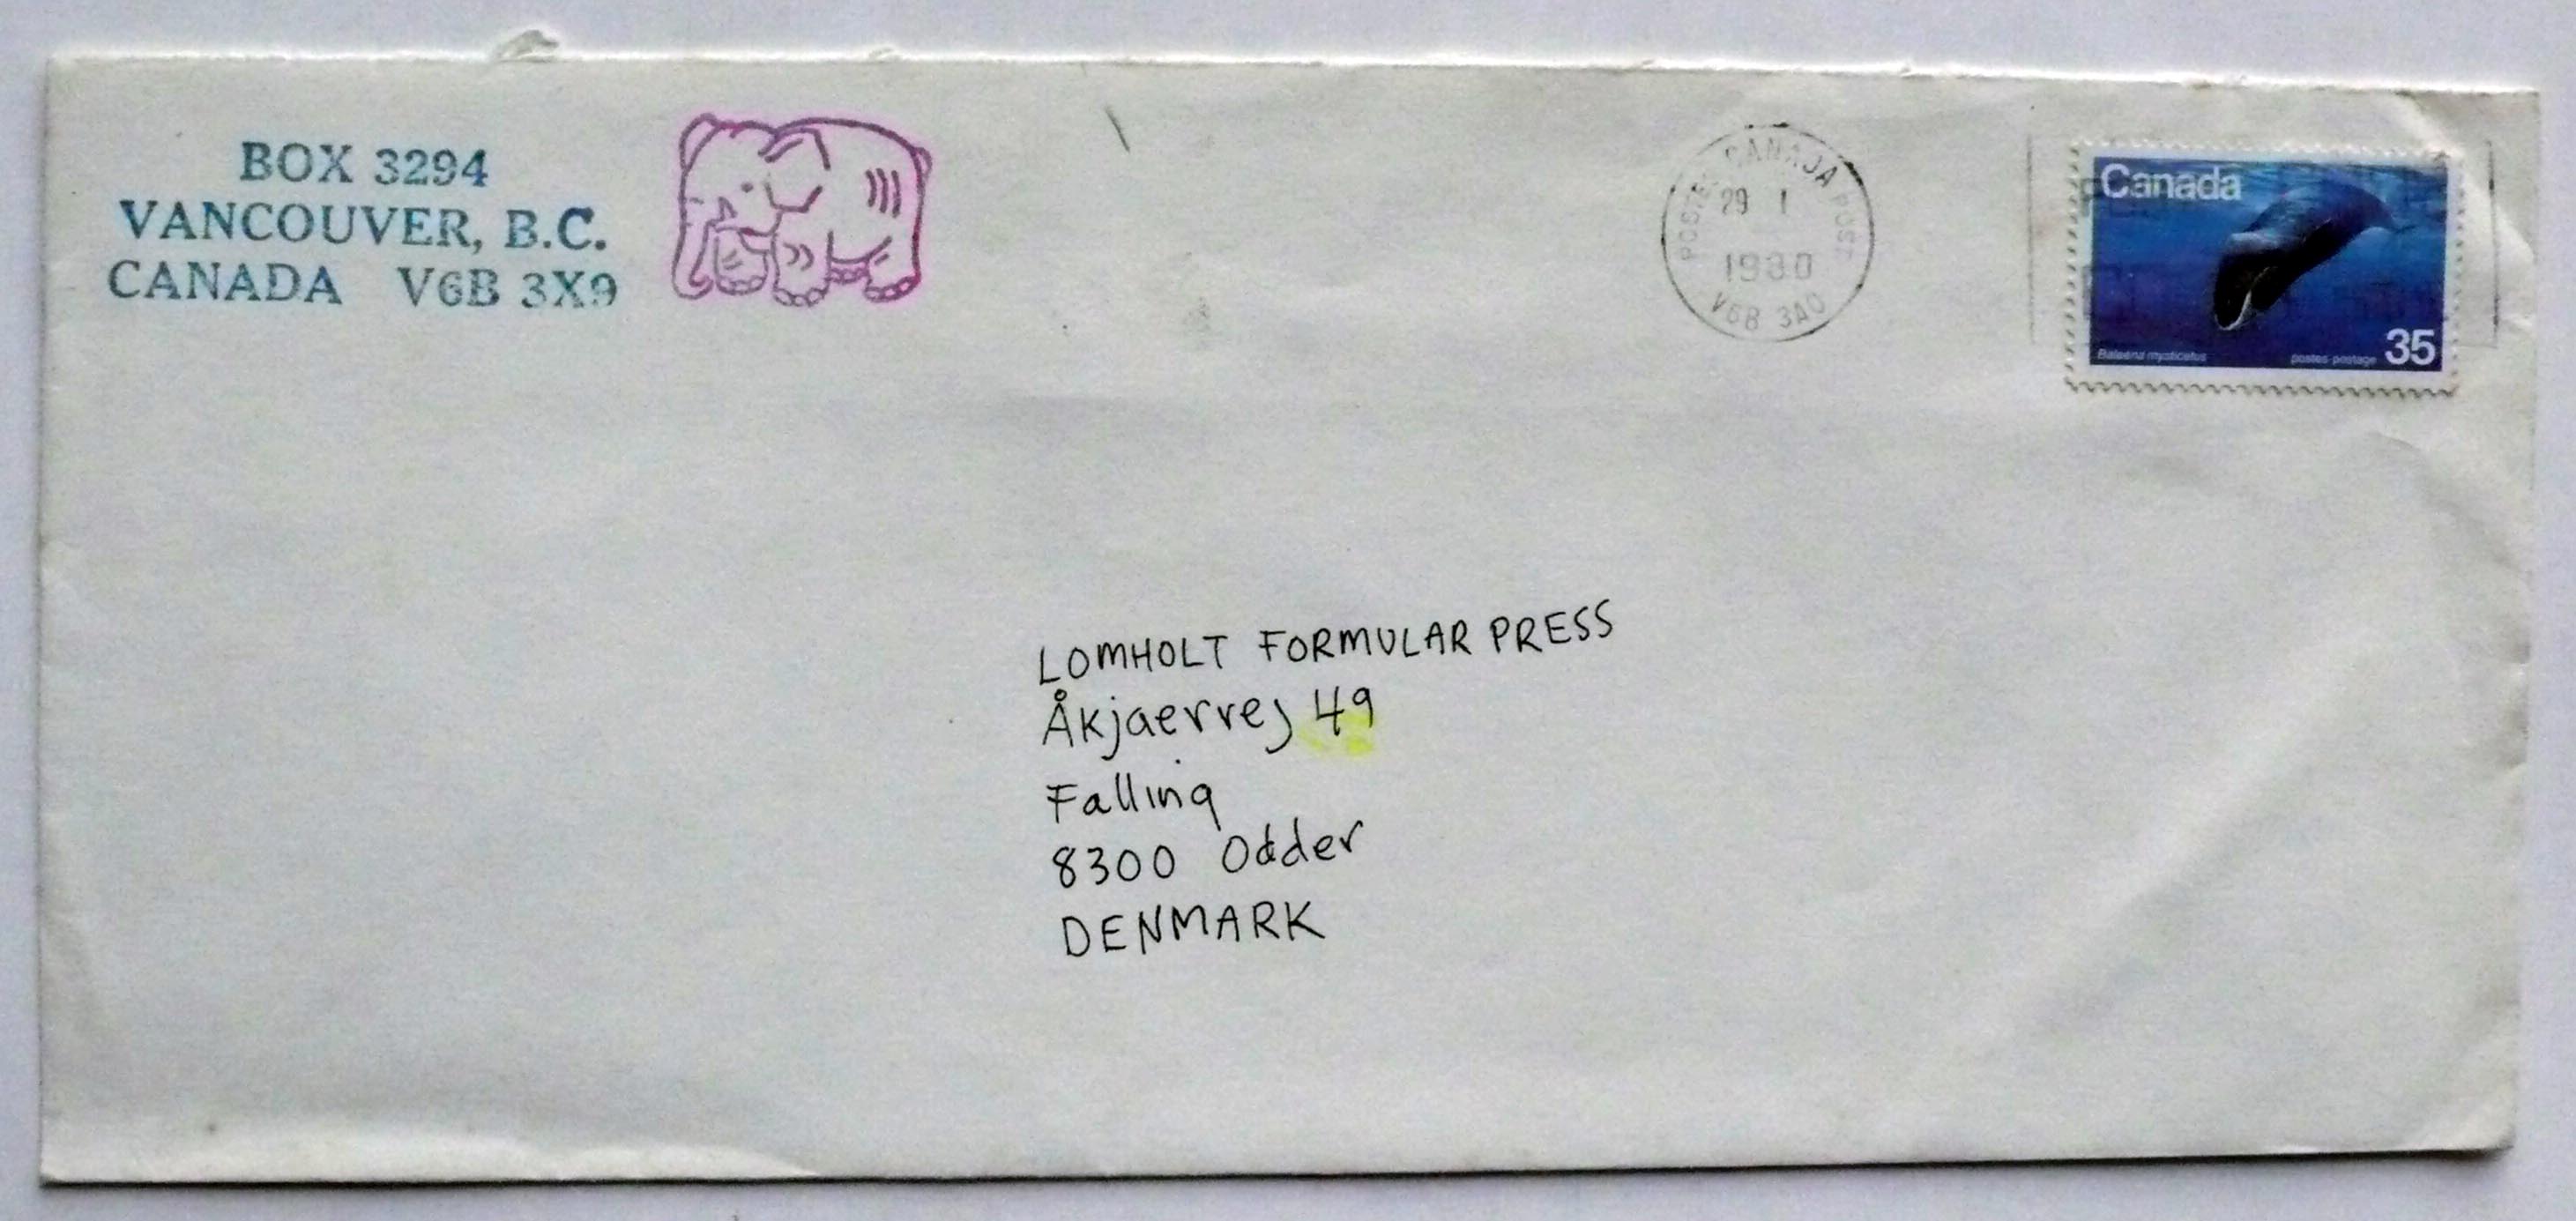 BOX 3294
VANCOUVER, B.C.
CANADA V6B 3X9
POSTES CANADA POST
29 I
1980
V6B 3A0
Canada
Balaena mysticetus
postes-postage
35
LOMHOLT FORMULAR PRESS
Åkjaervej 49
Falling
8300 Odder
DENMARK